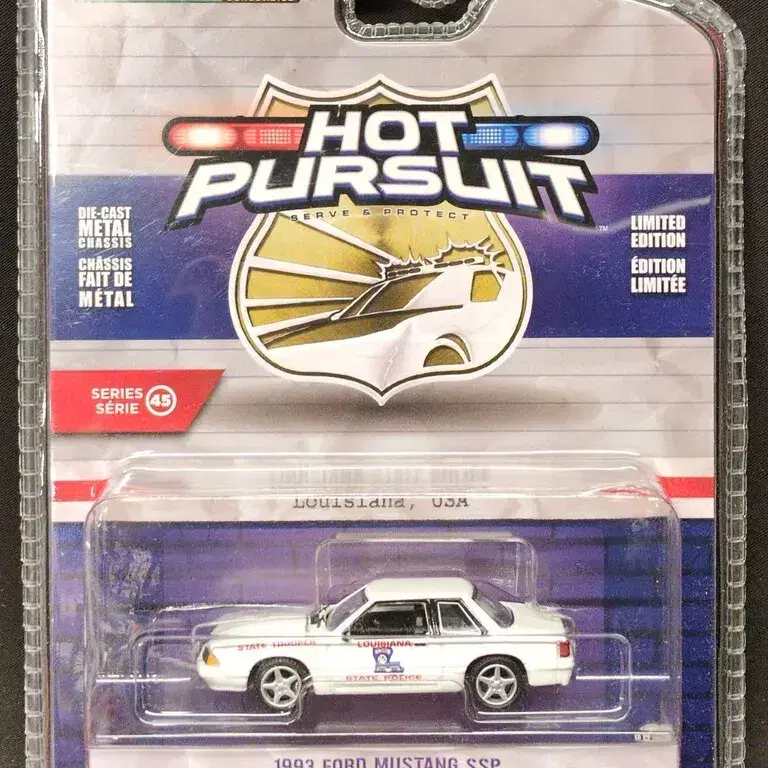 HOT
PURSUIT
SERVE & PROTECT
™
DIE-CAST
METAL
CHASSIS
CHÂSSIS
FAIT DE
MÉTAL
LIMITED
EDITION
ÉDITION
LIMITÉE
SERIES
SÉRIE
45
Louisiana, USA
STATE TROOPER
LOUISIANA
STATE POLICE
1993 FORD MUSTANG SSP